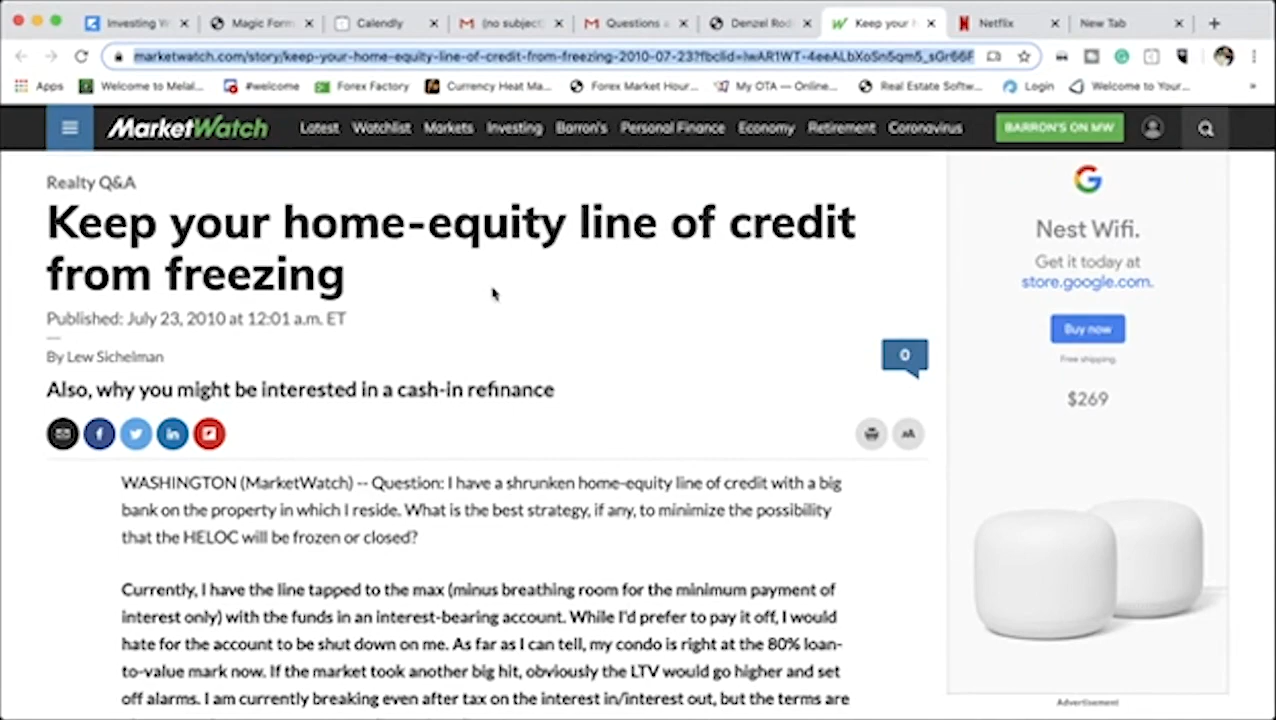 Investing W
Magic Form
Calendly
(no subject
Questions a
Denzel Rod
Keep your h
Netflix
New Tab
marketwatch.com/story/keep-your-home-equity-line-of-credit-from-freezing-2010-07-23?fbclid=IwAR1WT-4eeALbXoSn5qm5_sGr66F
Apps
Welcome to Melal...
#welcome
Forex Factory
Currency Heat Ma...
Forex Market Hour...
My OTA — Online...
Real Estate Softw...
Login
Welcome to Your...
MarketWatch
Latest Watchlist Markets Investing Barron's Personal Finance Economy Retirement Coronavirus
BARRON'S ON MW
Realty Q&A
Keep your home-equity line of credit
from freezing
Published: July 23, 2010 at 12:01 a.m. ET
By Lew Sichelman
0
Also, why you might be interested in a cash-in refinance
AA
WASHINGTON (MarketWatch) -- Question: I have a shrunken home-equity line of credit with a big
bank on the property in which I reside. What is the best strategy, if any, to minimize the possibility
that the HELOC will be frozen or closed?
Currently, I have the line tapped to the max (minus breathing room for the minimum payment of
interest only) with the funds in an interest-bearing account. While I'd prefer to pay it off, I would
hate for the account to be shut down on me. As far as I can tell, my condo is right at the 80% loan-
to-value mark now. If the market took another big hit, obviously the LTV would go higher and set
off alarms. I am currently breaking even after tax on the interest in/interest out, but the terms are
Nest Wifi.
Get it today at
store.google.com.
Buy now
Free shipping.
$269
Advertisement